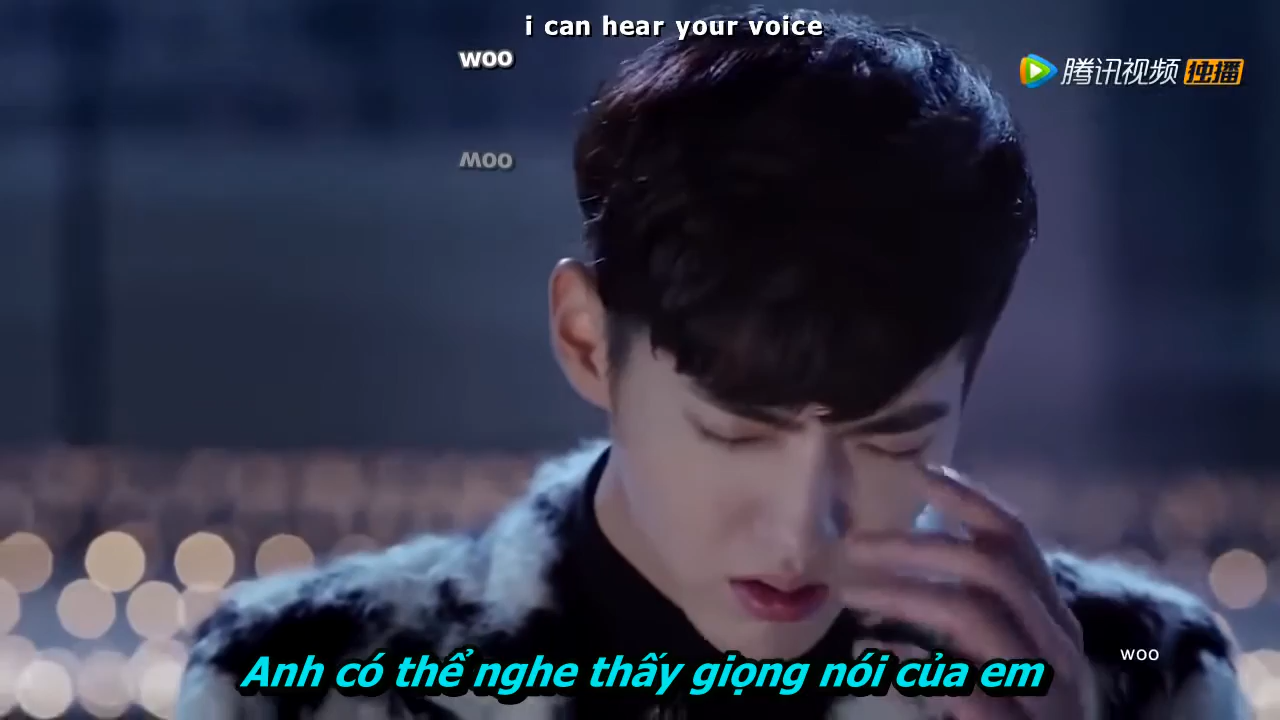 i can hear your voice
woo
woo
腾讯视频 独播
woo
Anh có thể nghe thấy giọng nói của em